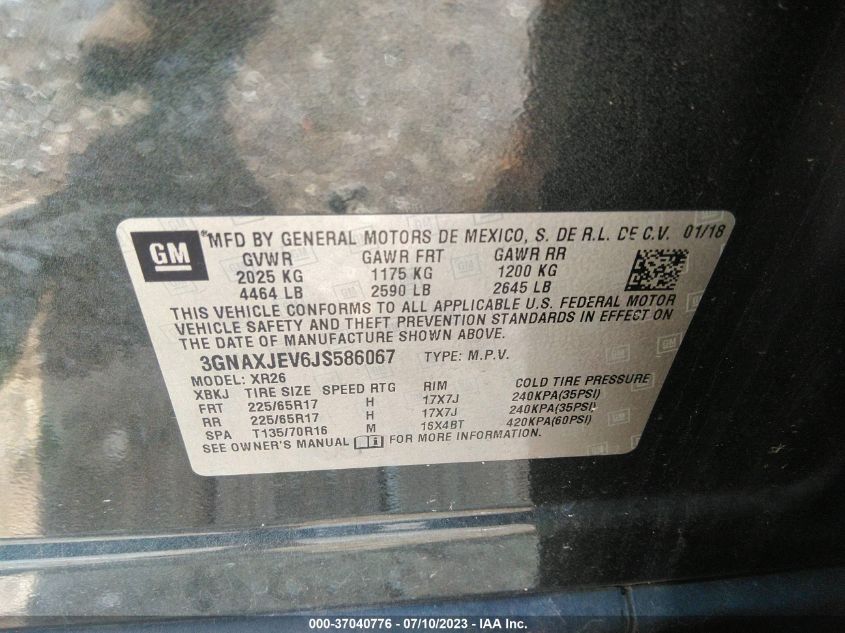 GM
*MFD BY GENERAL MOTORS DE MEXICO, S. DE R.L. DE C.V. 01/18
GVWR GAWR FRT GAWR RR
2025 KG 1175 KG 1200 KG
4464 LB 2590 LB 2645 LB
THIS VEHICLE CONFORMS TO ALL APPLICABLE U.S. FEDERAL MOTOR
VEHICLE SAFETY AND THEFT PREVENTION STANDARDS IN EFFECT ON
THE DATE OF MANUFACTURE SHOWN ABOVE.
3GNAXJEV6JS586067 TYPE: M.P.V.
MODEL: XR26
XBKJ TIRE SIZE SPEED RTG RIM COLD TIRE PRESSURE
FRT 225/65R17 H 17X7J 240KPA(35PSI)
RR 225/65R17 H 17X7J 240KPA(35PSI)
SPA T135/70R16 M 16X4BT 420KPA(60PSI)
SEE OWNER'S MANUAL FOR MORE INFORMATION.
000-37040776 - 07/10/2023 - IAA Inc.